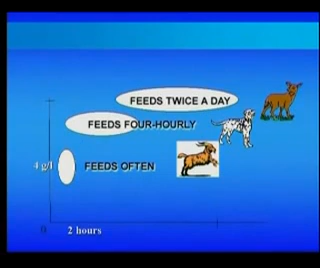 FEEDS TWICE A DAY
FEEDS FOUR-HOURLY
4 g/l
FEEDS OFTEN
0
2 hours